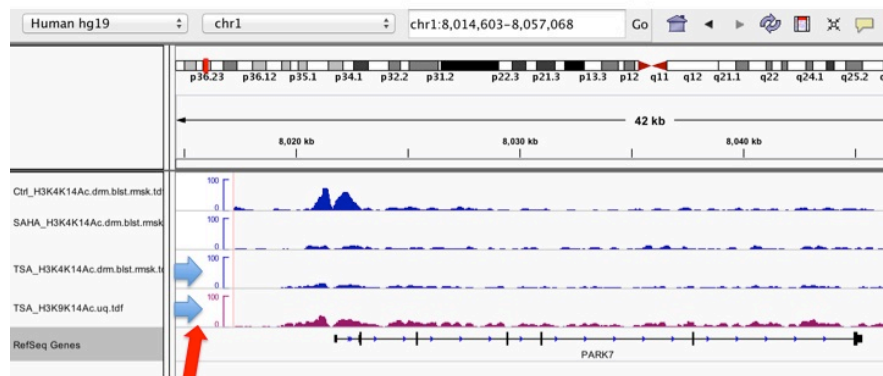 Human hg19 chr1 chr1:8,014,603-8,057,068 Go
p36.23 p36.12 p35.1 p34.1 p32.2 p31.2 p22.3 p21.3 p13.3 p12 q11 q12 q21.1 q22 q24.1 q25.2
42 kb
8,020 kb 8,030 kb 8,040 kb
100
Ctrl_H3K4K14Ac.drm.blst.rmsk.td
0
100
SAHA_H3K4K14Ac.drm.blst.rmsk
0
100
TSA_H3K4K14Ac.drm.blst.rmsk.t
0
100
TSA_H3K9K14Ac.uq.tdf
0
RefSeq Genes
PARK7